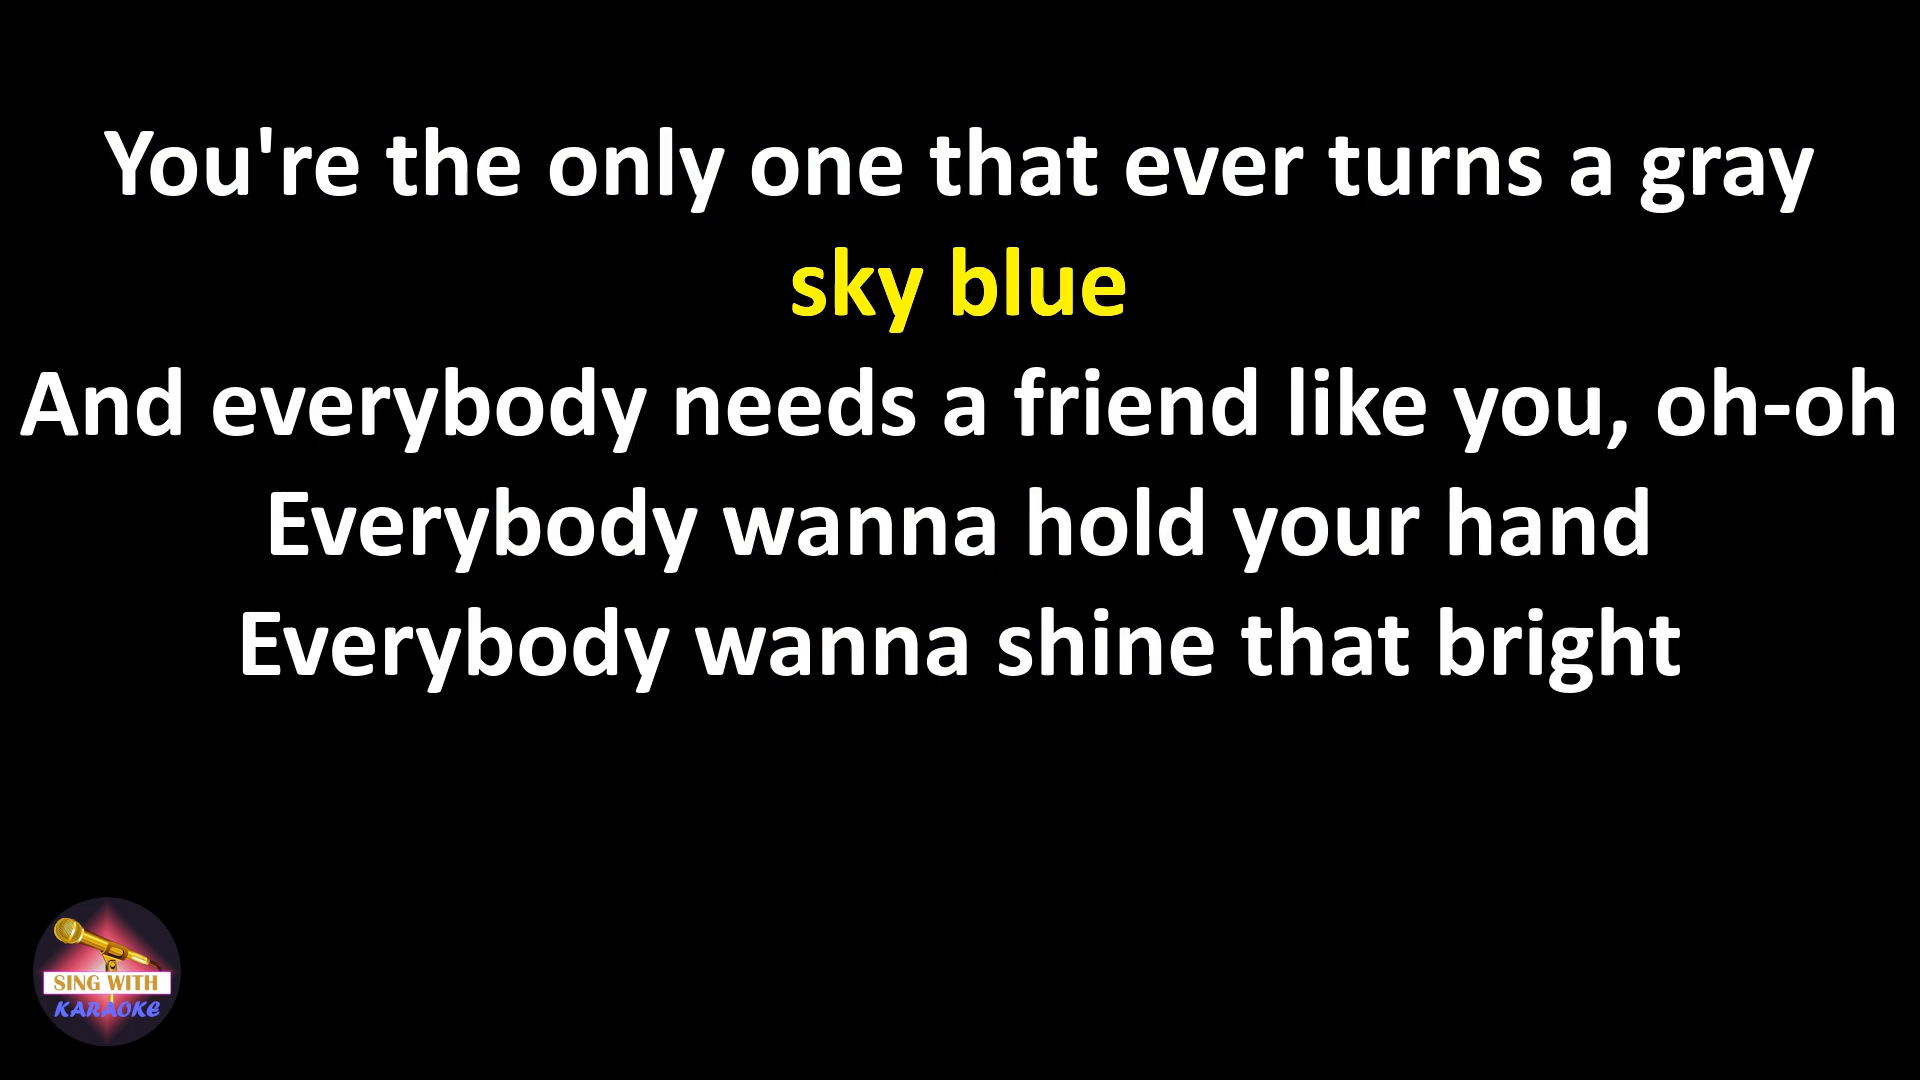 You're the only one that ever turns a gray
sky blue
And everybody needs a friend like you, oh-oh
Everybody wanna hold your hand
Everybody wanna shine that bright
SING WITH
KARAOKE